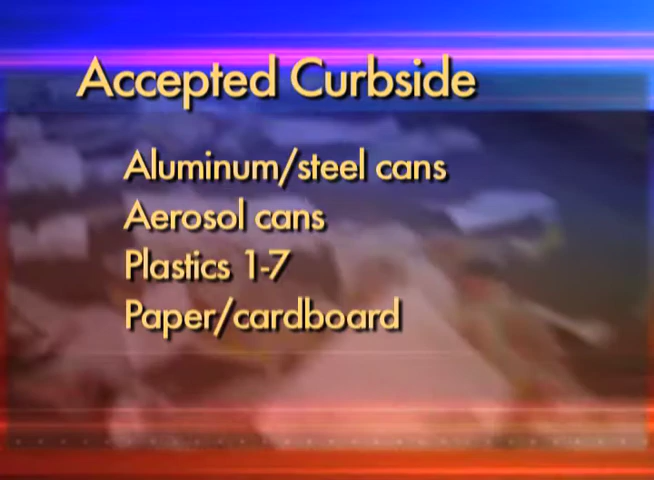 Accepted Curbside
Aluminum/steel cans
Aerosol cans
Plastics 1-7
Paper/cardboard